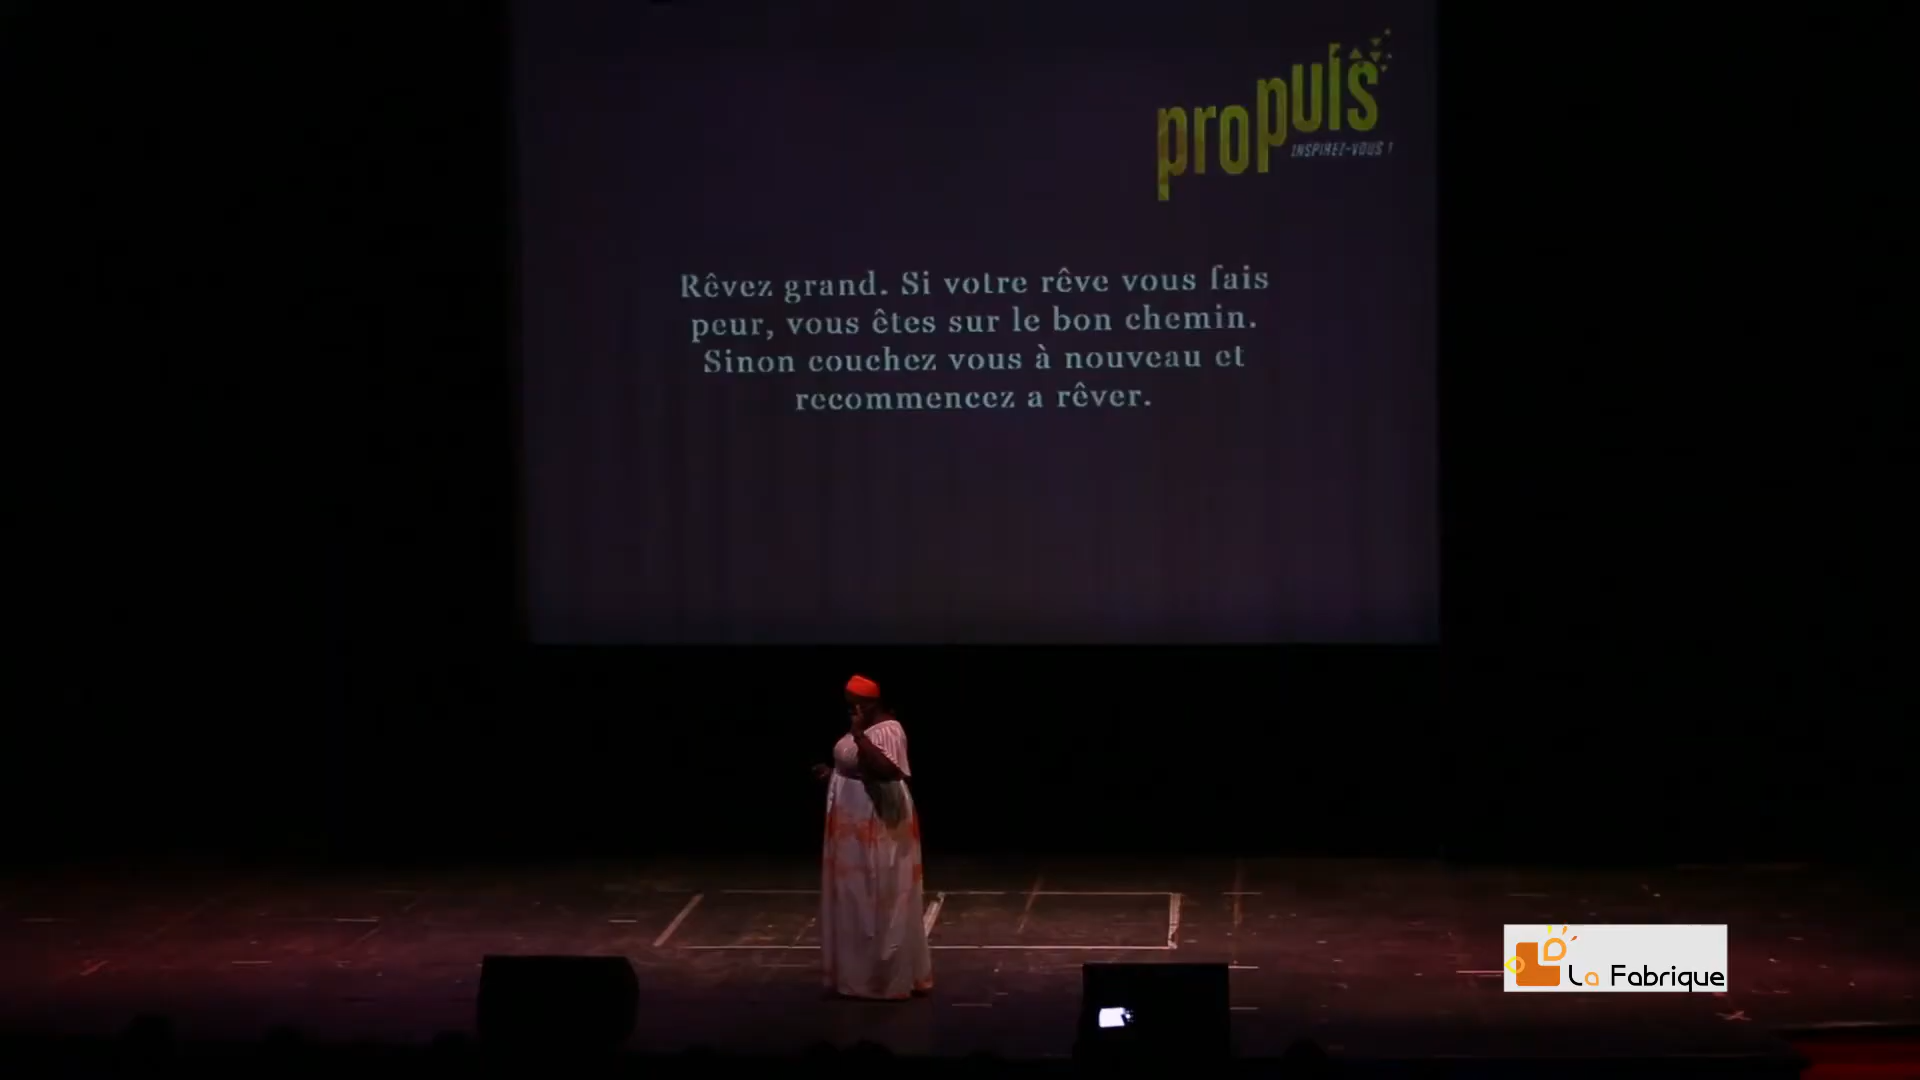 propuls
INSPIREZ-VOUS !
Rêvez grand. Si votre rêve vous fais
peur, vous êtes sur le bon chemin.
Sinon couchez vous à nouveau et
recommencez a rêver.
La Fabrique